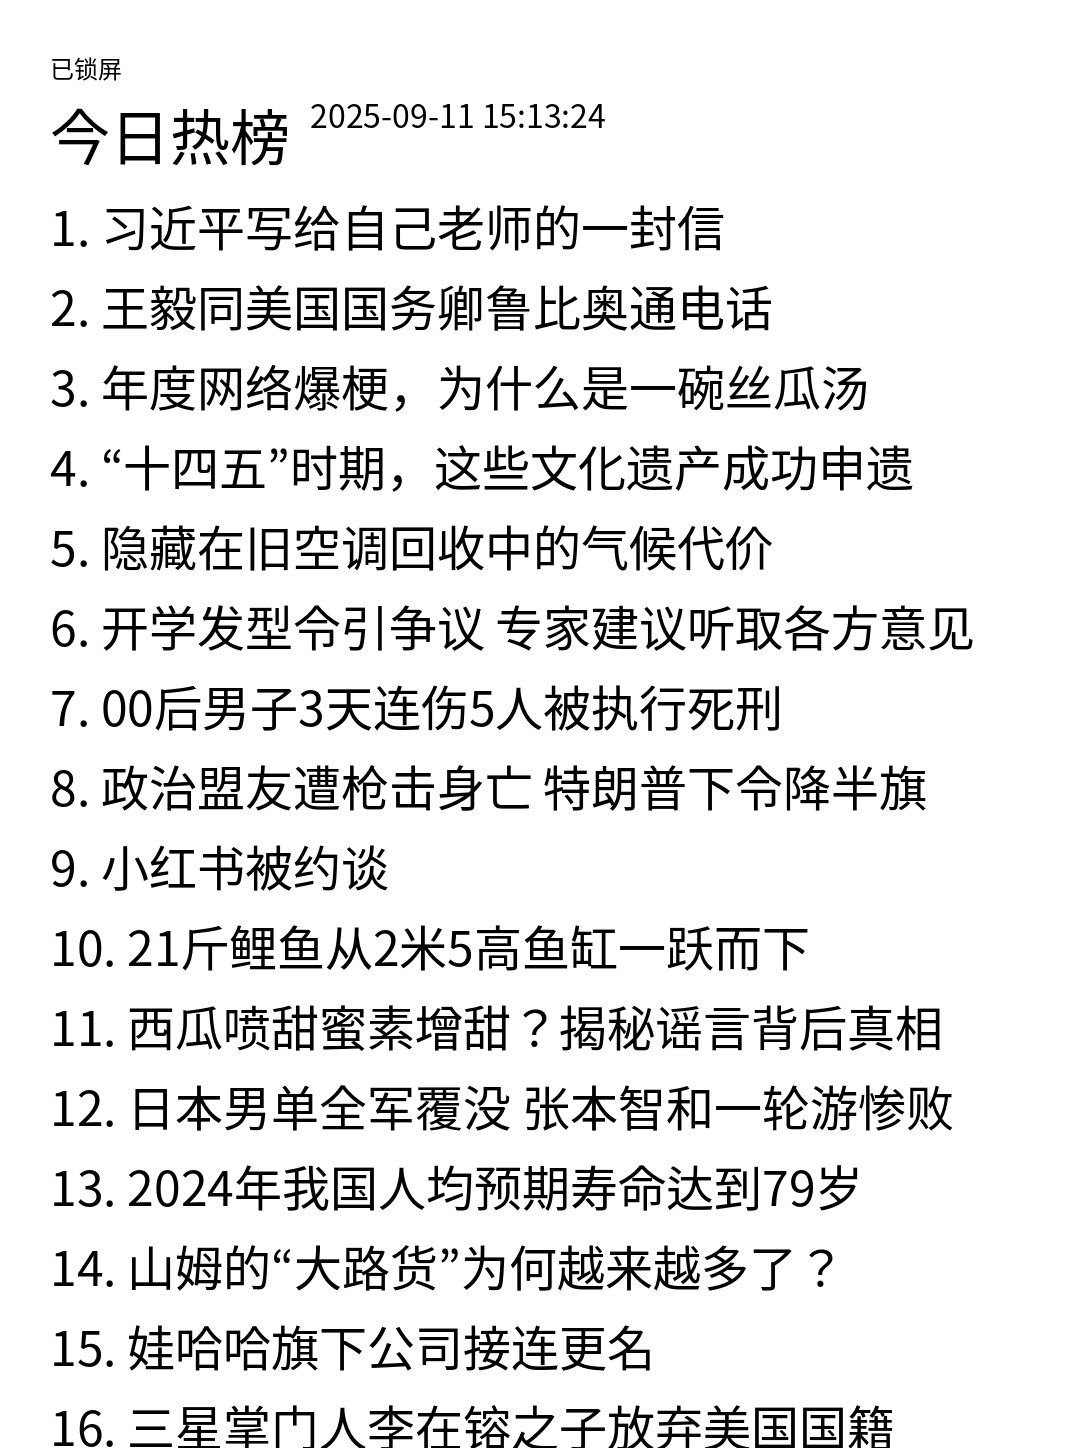 已锁屏
今日热榜 2025-09-11 15:13:24
1. 习近平写给自己老师的一封信
2. 王毅同美国国务卿鲁比奥通电话
3. 年度网络爆梗，为什么是一碗丝瓜汤
4. “十四五”时期，这些文化遗产成功申遗
5. 隐藏在旧空调回收中的气候代价
6. 开学发型令引争议 专家建议听取各方意见
7. 00后男子3天连伤5人被执行死刑
8. 政治盟友遭枪击身亡 特朗普下令降半旗
9. 小红书被约谈
10. 21斤鲤鱼从2米5高鱼缸一跃而下
11. 西瓜喷甜蜜素增甜？揭秘谣言背后真相
12. 日本男单全军覆没 张本智和一轮游惨败
13. 2024年我国人均预期寿命达到79岁
14. 山姆的“大路货”为何越来越多了？
15. 娃哈哈旗下公司接连更名
16. 三星掌门人李在镕之子放弃美国国籍